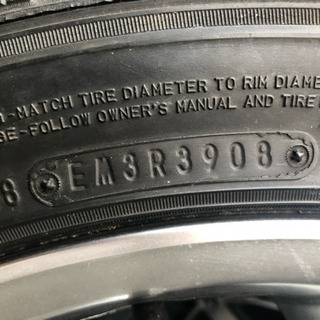 -MATCH TIRE DIAMETER TO RIM DIAME
SE-FOLLOW OWNER'S MANUAL AND TIRE
8 EM3R3908